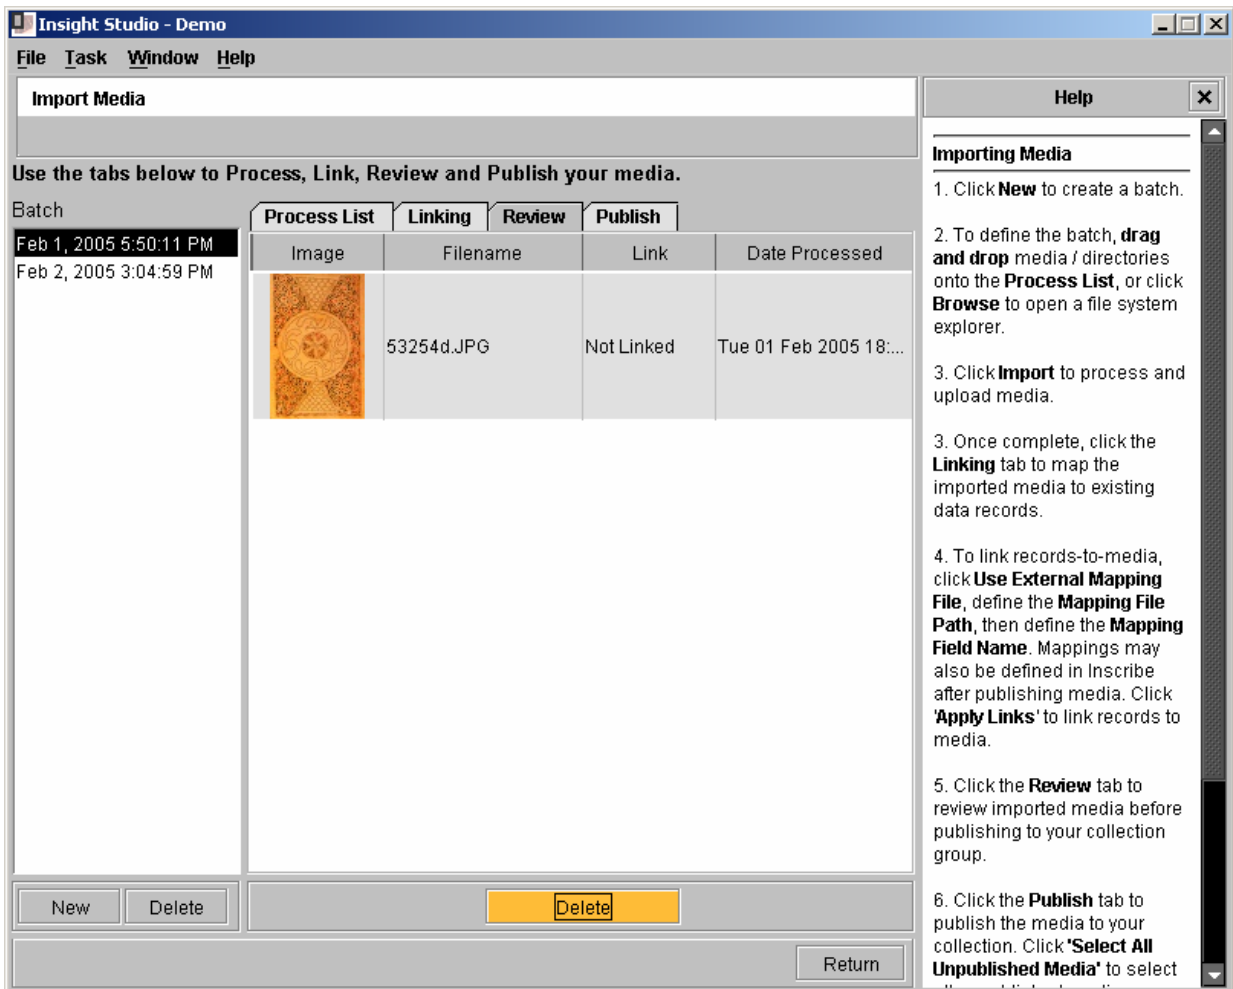 Insight Studio - Demo
File Task Window Help
Import Media
Use the tabs below to Process, Link, Review and Publish your media.
Batch
Feb 1, 2005 5:50:11 PM
Feb 2, 2005 3:04:59 PM
New Delete
Process List Linking Review Publish
Image Filename Link Date Processed
53254d.JPG Not Linked Tue 01 Feb 2005 18:...
Delete
Return
Help
Importing Media
1. Click New to create a batch.
2. To define the batch, drag
and drop media / directories
onto the Process List, or click
Browse to open a file system
explorer.
3. Click Import to process and
upload media.
3. Once complete, click the
Linking tab to map the
imported media to existing
data records.
4. To link records-to-media,
click Use External Mapping
File, define the Mapping File
Path, then define the Mapping
Field Name. Mappings may
also be defined in Inscribe
after publishing media. Click
'Apply Links' to link records to
media.
5. Click the Review tab to
review imported media before
publishing to your collection
group.
6. Click the Publish tab to
publish the media to your
collection. Click 'Select All
Unpublished Media' to select